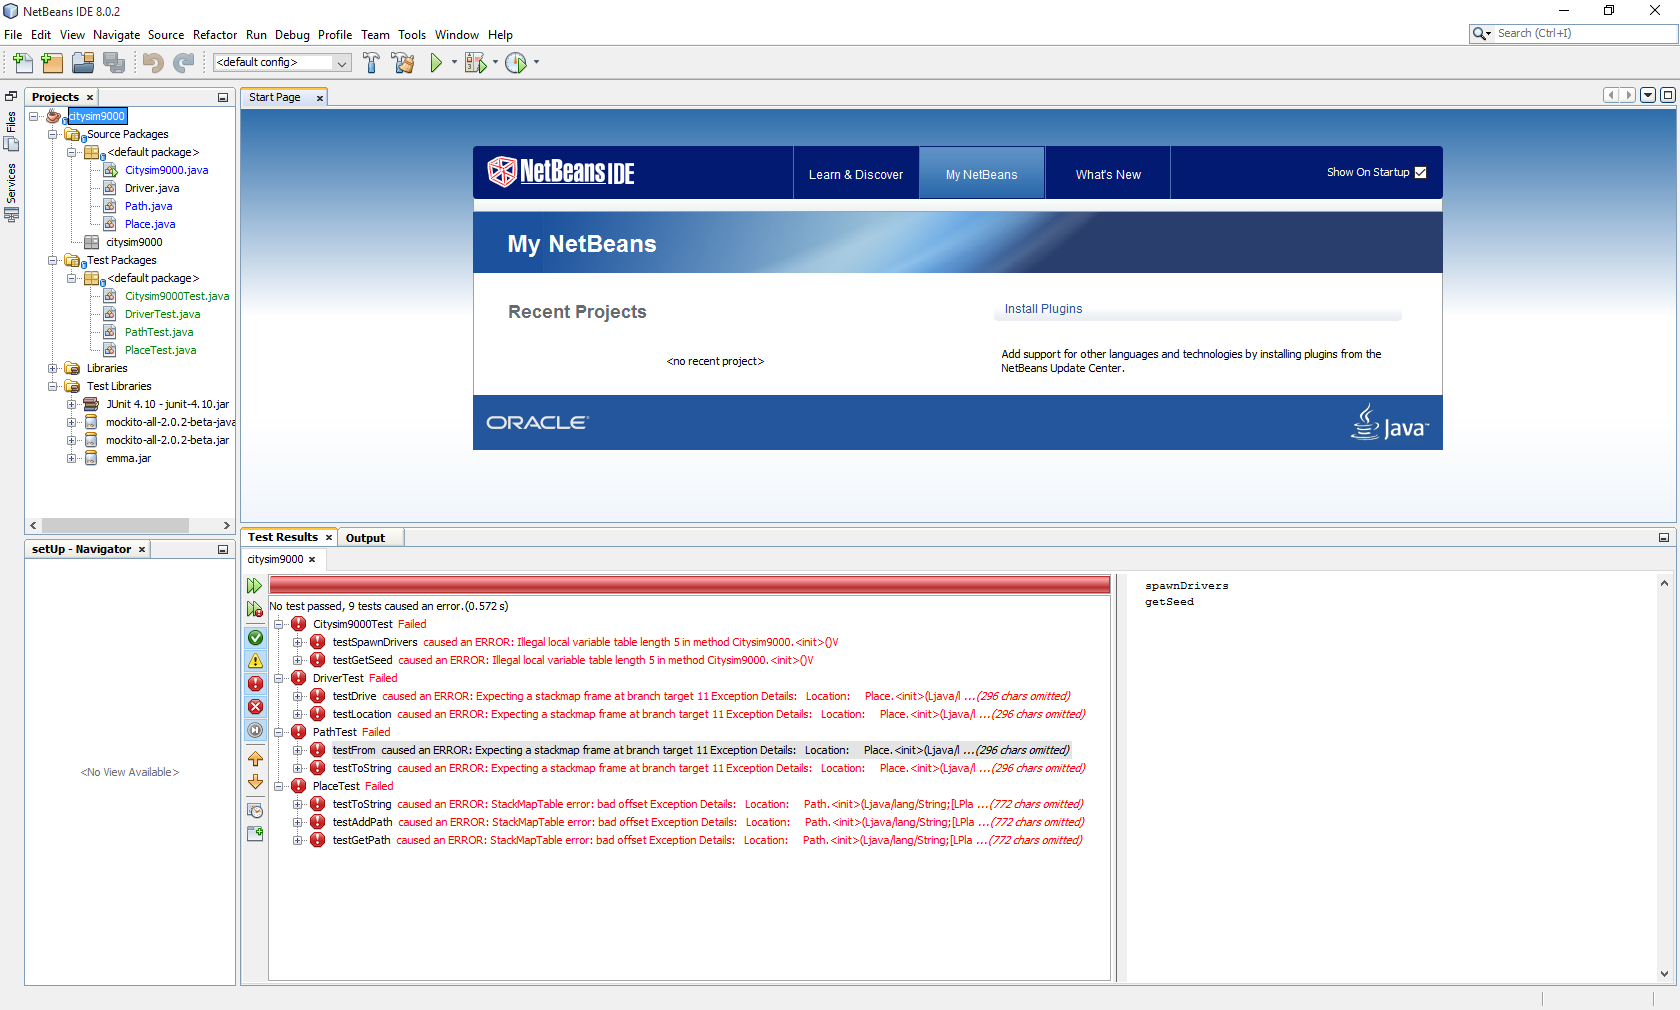 NetBeans IDE 8.0.2
File Edit View Navigate Source Refactor Run Debug Profile Team Tools Window Help
Search (Ctrl+I)
<default config>
Files
Services
Projects
citysim9000
Source Packages
<default package>
Citysim9000.java
Driver.java
Path.java
Place.java
citysim9000
Test Packages
<default package>
Citysim9000Test.java
DriverTest.java
PathTest.java
PlaceTest.java
Libraries
Test Libraries
JUnit 4.10 - junit-4.10.jar
mockito-all-2.0.2-beta-java
mockito-all-2.0.2-beta.jar
emma.jar
setUp - Navigator
<No View Available>
Start Page
NetBeans IDE
Learn & Discover
My NetBeans
What's New
Show On Startup
My NetBeans
Recent Projects
<no recent project>
Install Plugins
Add support for other languages and technologies by installing plugins from the
NetBeans Update Center.
ORACLE
Java
Test Results
Output
citysim9000
No test passed, 9 tests caused an error.(0.572 s)
Citysim9000Test Failed
testSpawnDrivers caused an ERROR: Illegal local variable table length 5 in method Citysim9000.<init>()V
testGetSeed caused an ERROR: Illegal local variable table length 5 in method Citysim9000.<init>()V
DriverTest Failed
testDrive caused an ERROR: Expecting a stackmap frame at branch target 11 Exception Details: Location: Place.<init>(Ljava/l ...(296 chars omitted)
testLocation caused an ERROR: Expecting a stackmap frame at branch target 11 Exception Details: Location: Place.<init>(Ljava/l ...(296 chars omitted)
PathTest Failed
testFrom caused an ERROR: Expecting a stackmap frame at branch target 11 Exception Details: Location: Place.<init>(Ljava/l ...(296 chars omitted)
testToString caused an ERROR: Expecting a stackmap frame at branch target 11 Exception Details: Location: Place.<init>(Ljava/l ...(296 chars omitted)
PlaceTest Failed
testToString caused an ERROR: StackMapTable error: bad offset Exception Details: Location: Path.<init>(Ljava/lang/String;[LPla ...(772 chars omitted)
testAddPath caused an ERROR: StackMapTable error: bad offset Exception Details: Location: Path.<init>(Ljava/lang/String;[LPla ...(772 chars omitted)
testGetPath caused an ERROR: StackMapTable error: bad offset Exception Details: Location: Path.<init>(Ljava/lang/String;[LPla ...(772 chars omitted)
spawnDrivers
getSeed